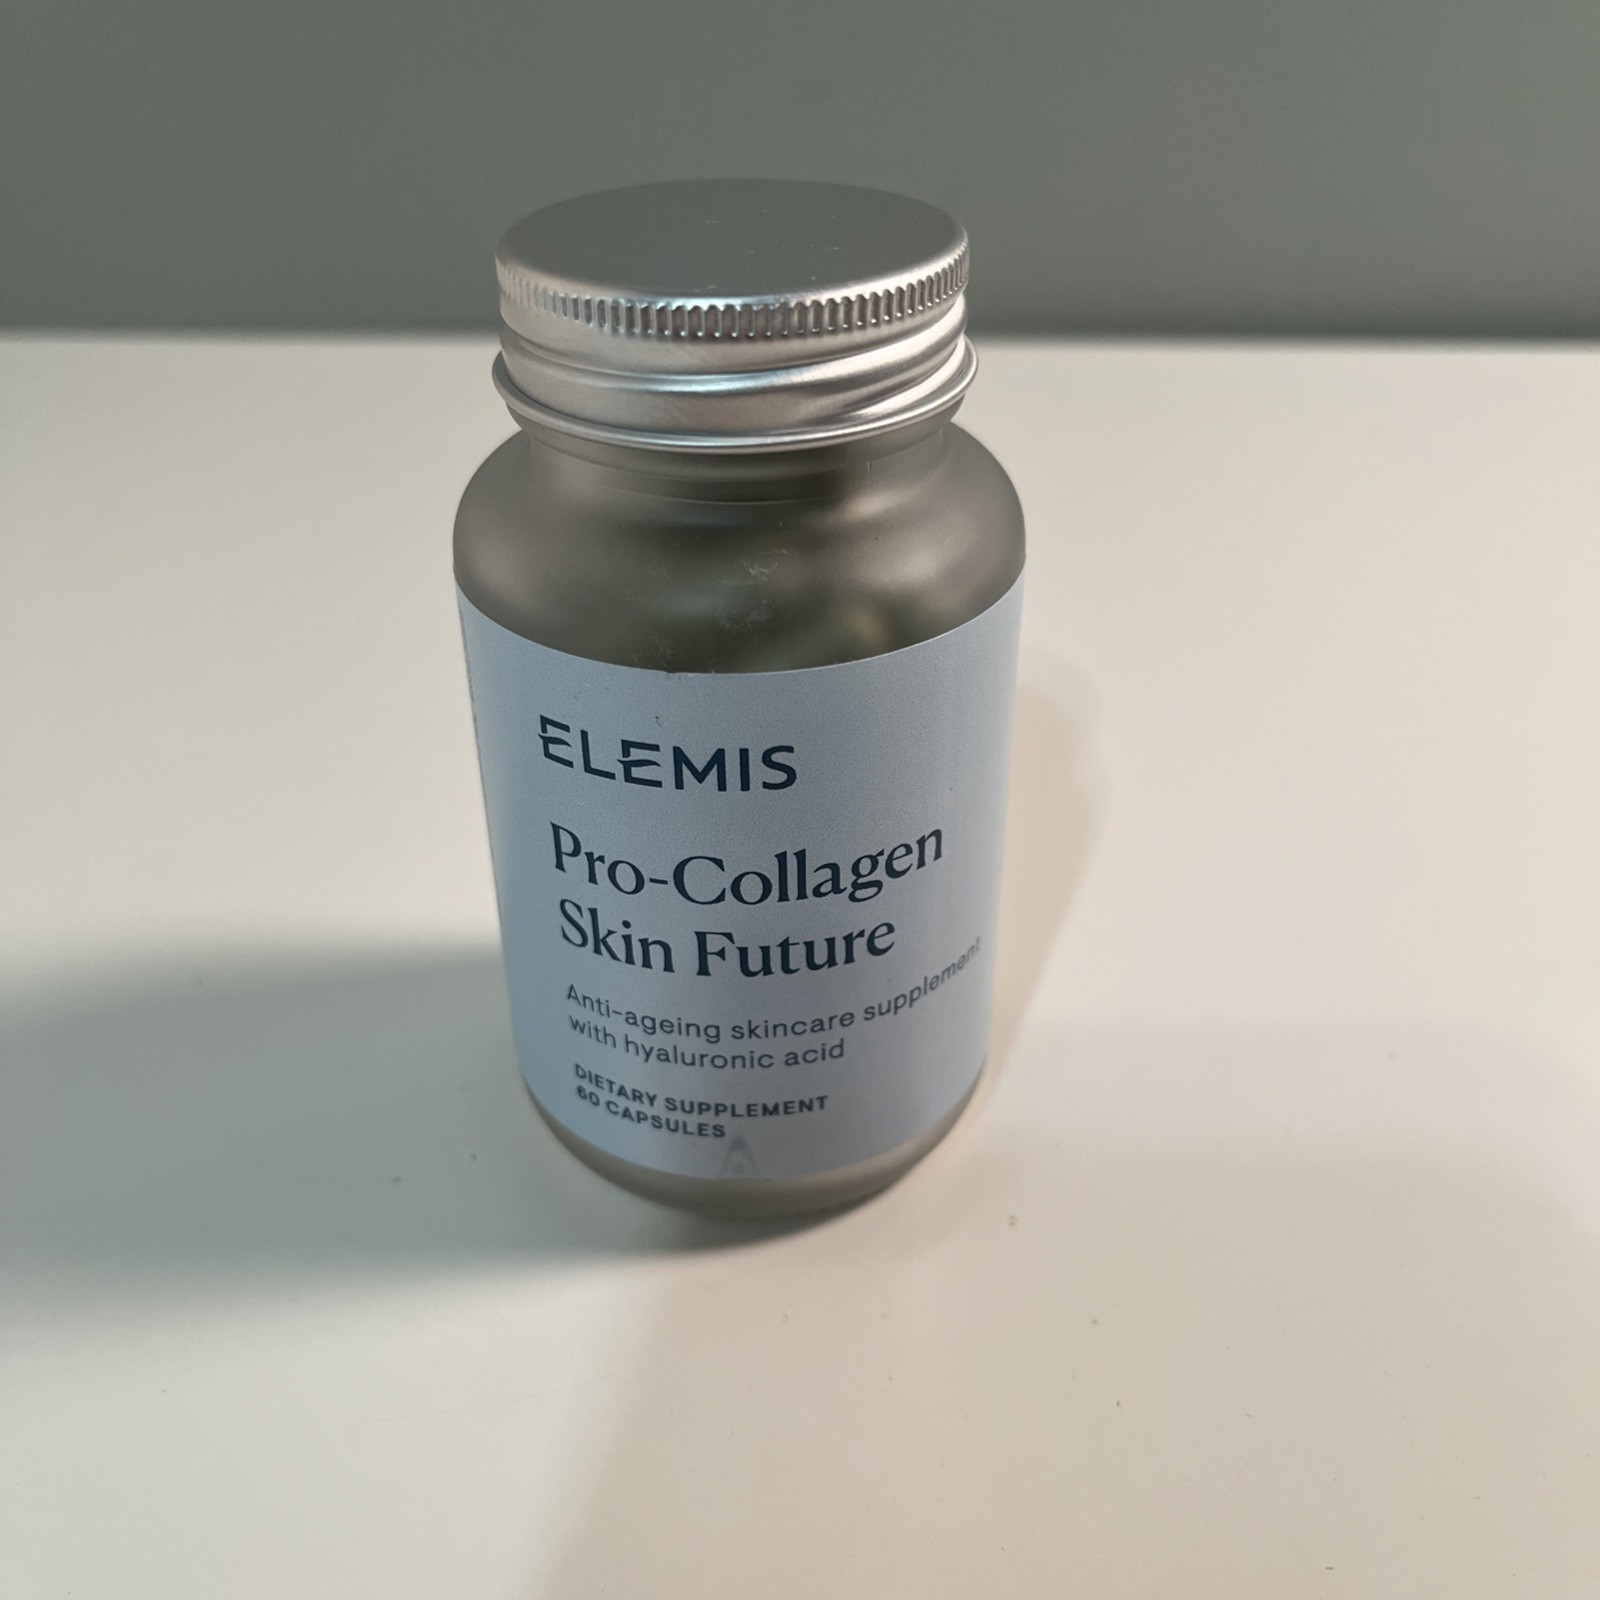 ELEMIS
Pro-Collagen
Skin Future
Anti-ageing skincare supplement
with hyaluronic acid
DIETARY SUPPLEMENT
60 CAPSULES